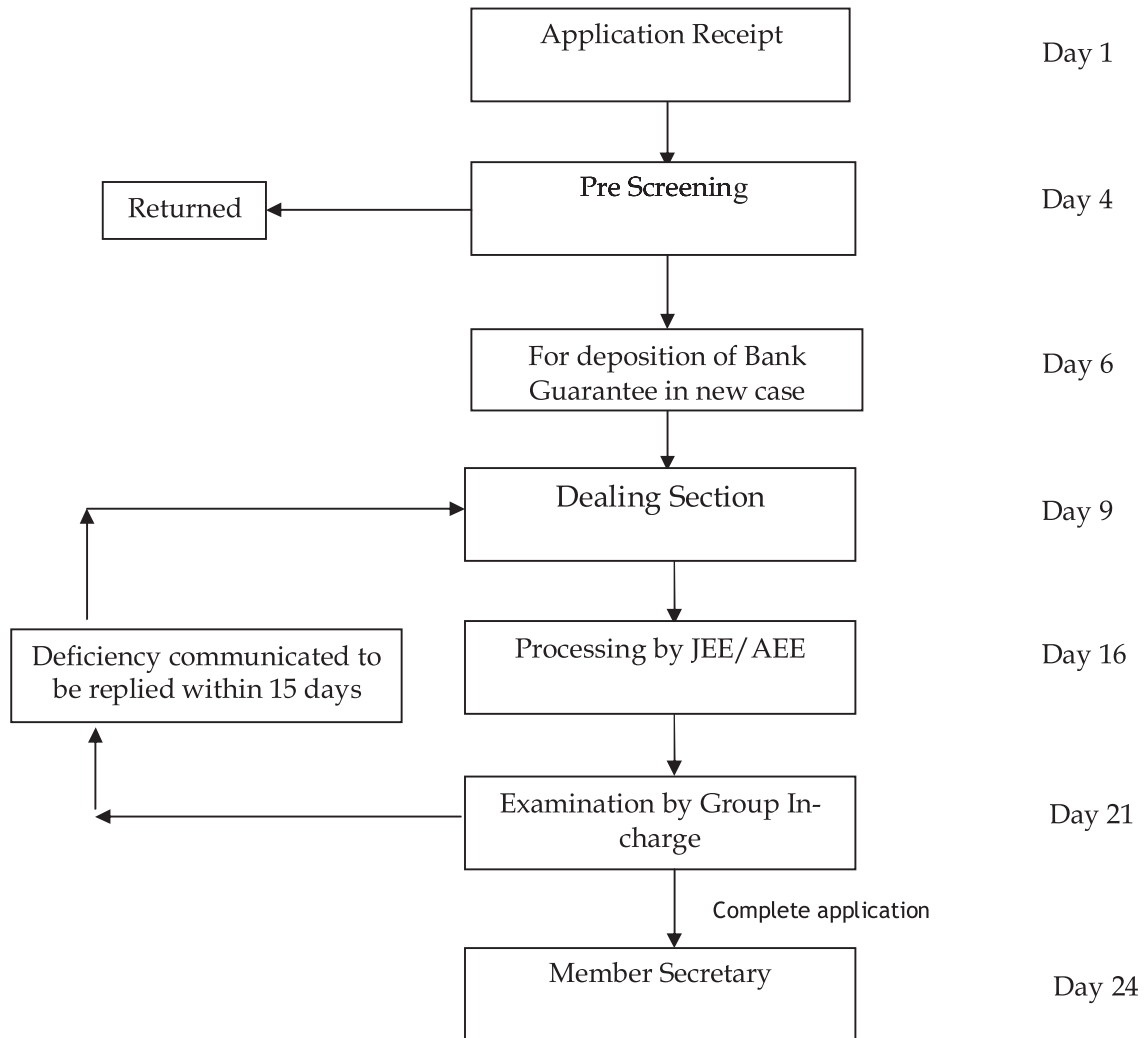 Application Receipt
Day 1
Pre Screening
Day 4
Returned
For deposition of Bank
Guarantee in new case
Day 6
Dealing Section
Day 9
Deficiency communicated to
be replied within 15 days
Processing by JEE/AEE
Day 16
Examination by Group In-
charge
Day 21
Complete application
Member Secretary
Day 24